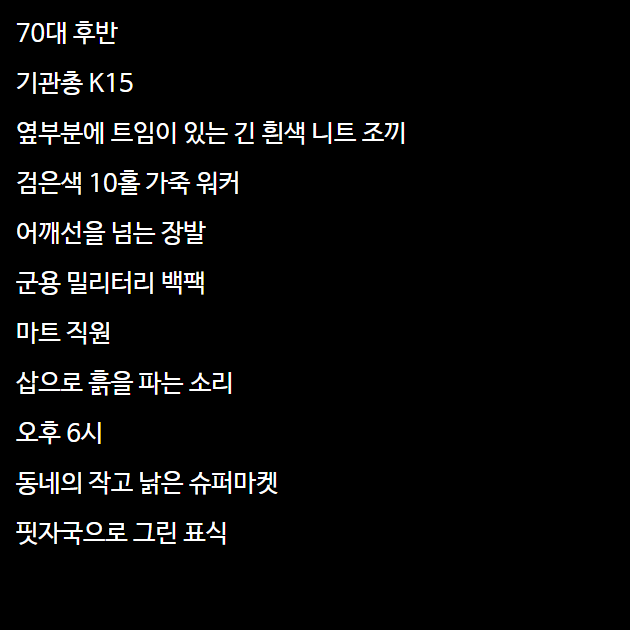 70대 후반
기관총 K15
옆부분에 트임이 있는 긴 흰색 니트 조끼
검은색 10홀 가죽 워커
어깨선을 넘는 장발
군용 밀리터리 백팩
마트 직원
삽으로 흙을 파는 소리
오후 6시
동네의 작고 낡은 슈퍼마켓
핏자국으로 그린 표식